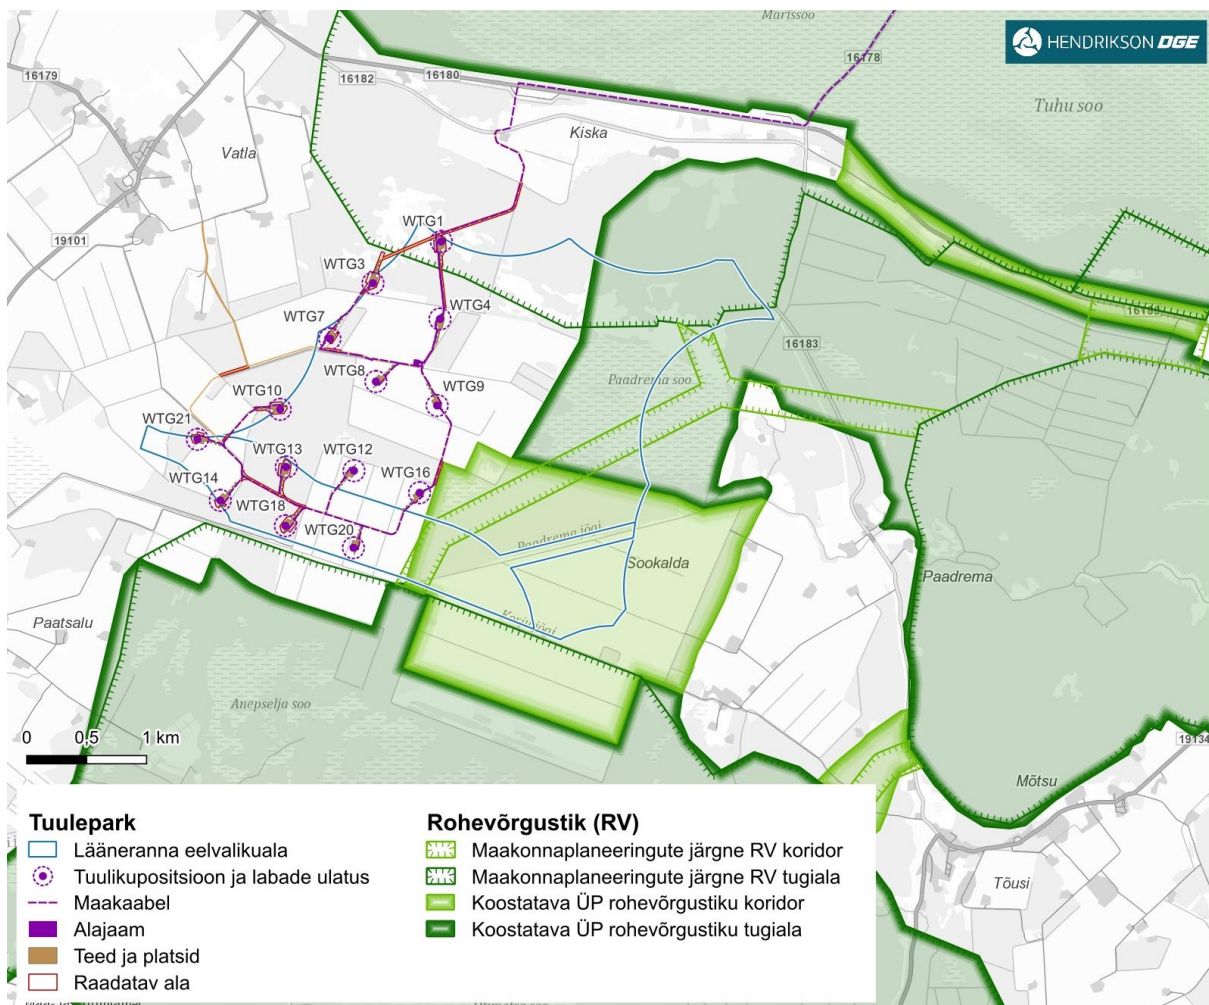 Marissoo
HENDRIKSON DGE
16178
16179
16182
16180
Tuhu soo
Kiska
Vatla
WTG1
19101
WTG3
WTG4
WTG7
16183
WTG8
Paadrema soo
WTG9
WTG10
WTG21
WTG13
WTG12
WTG16
WTG14
WTG18
WTG20
Paadrema jõgi
Sookalda
Paadrema
Paatsalu
Anepselja soo
0 0,5 1 km
19134
Mõtsu
Tõusi
Tuulepark
Lääneranna eelvalikuala
Tuulikupositsioon ja labade ulatus
Maakaabel
Alajaam
Teed ja platsid
Raadatav ala
Rohevõrgustik (RV)
Maakonnaplaneeringute järgne RV koridor
Maakonnaplaneeringute järgne RV tugiala
Koostatava ÜP rohevõrgustiku koridor
Koostatava ÜP rohevõrgustiku tugiala